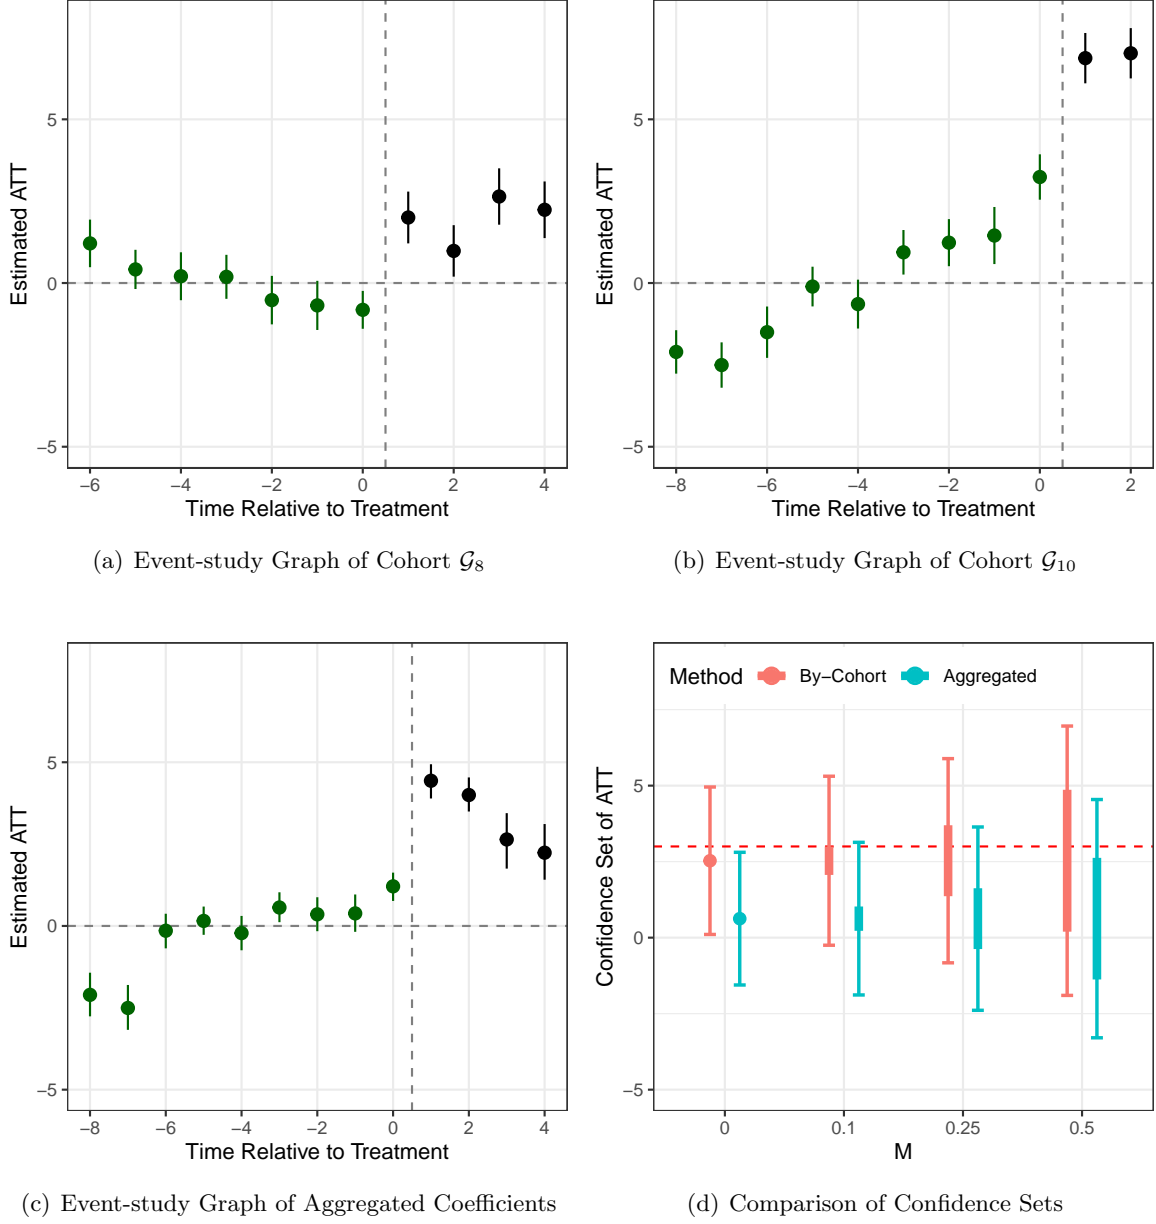 5
0
−5
Estimated ATT
−6 −4 −2 0 2 4
Time Relative to Treatment
(a) Event-study Graph of Cohort 𝒢₈
5
0
−5
Estimated ATT
−8 −6 −4 −2 0 2
Time Relative to Treatment
(b) Event-study Graph of Cohort 𝒢₁₀
5
0
−5
Estimated ATT
−8 −6 −4 −2 0 2 4
Time Relative to Treatment
(c) Event-study Graph of Aggregated Coefficients
Method By−Cohort Aggregated
5
0
−5
Confidence Set of ATT
0 0.1 0.25 0.5
M
(d) Comparison of Confidence Sets